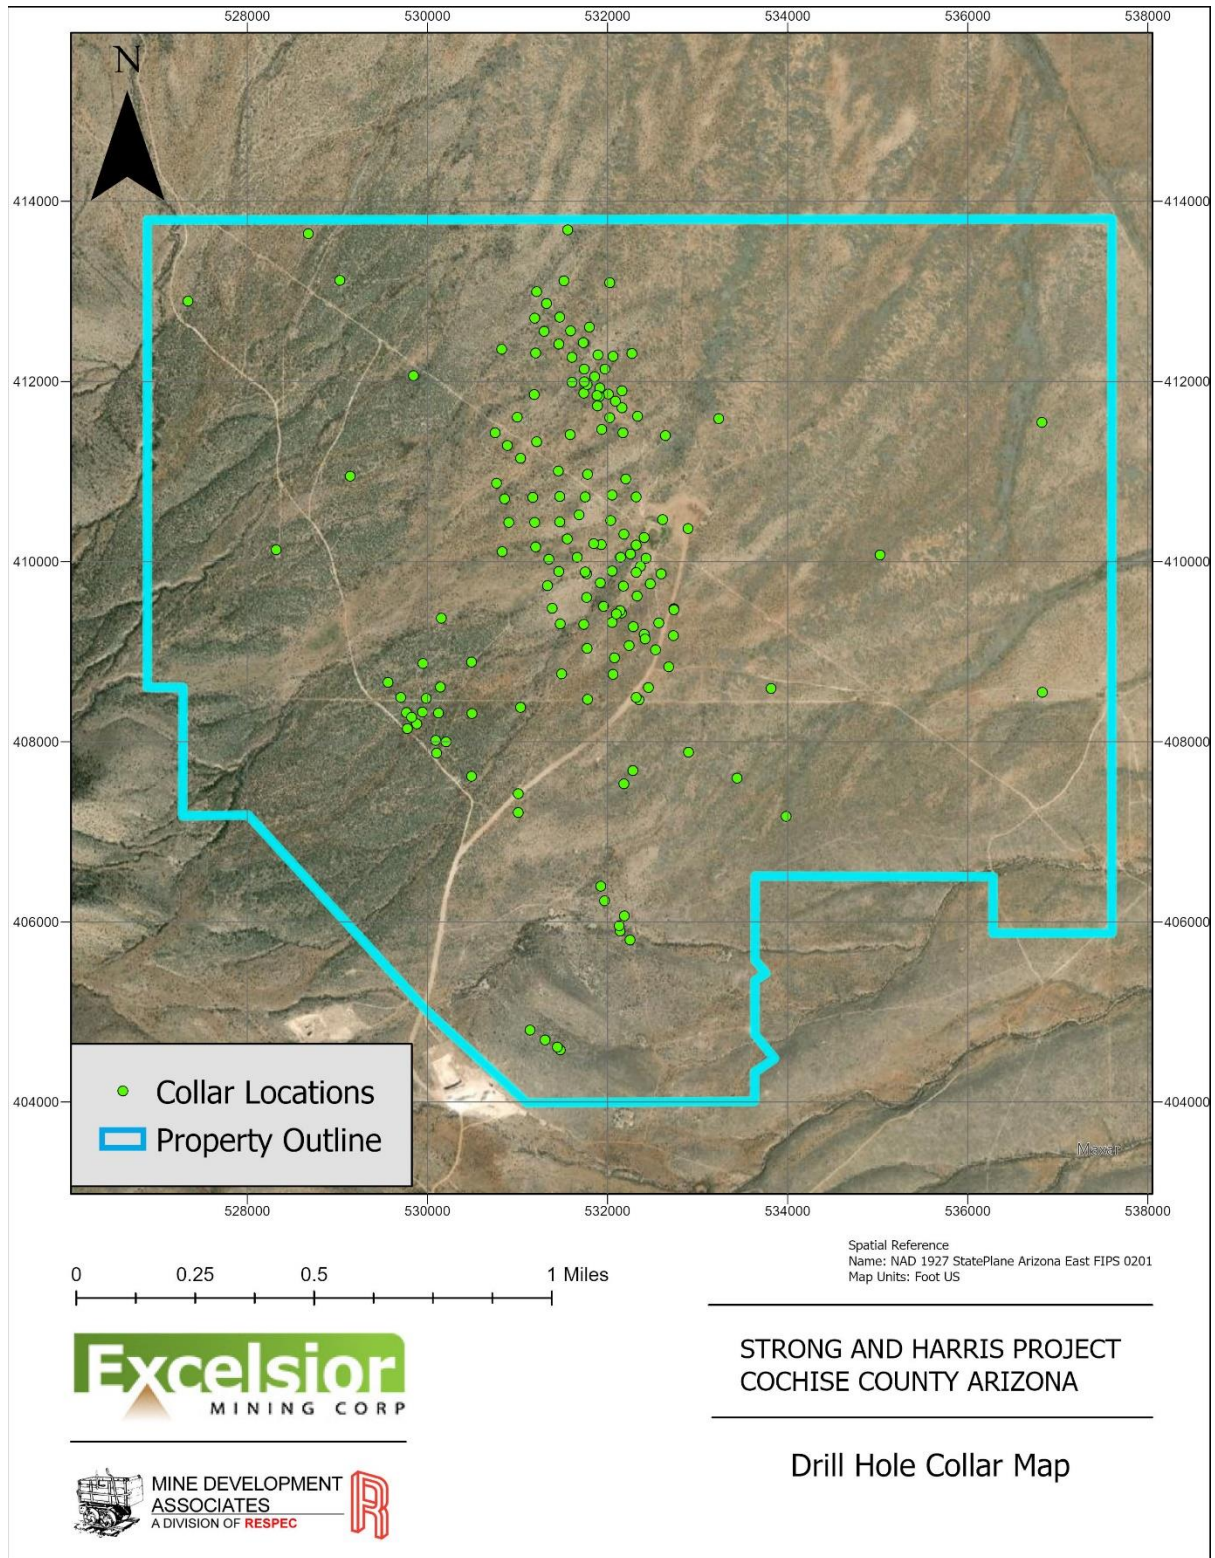 528000 530000 532000 534000 536000 538000
N
414000 414000
412000 412000
410000 410000
408000 408000
406000 406000
404000 404000
Collar Locations
Property Outline
Maxar
528000 530000 532000 534000 536000 538000
Spatial Reference
Name: NAD 1927 StatePlane Arizona East FIPS 0201
Map Units: Foot US
0 0.25 0.5 1 Miles
Excelsior
MINING CORP
STRONG AND HARRIS PROJECT
COCHISE COUNTY ARIZONA
Drill Hole Collar Map
MINE DEVELOPMENT
ASSOCIATES
A DIVISION OF RESPEC
R